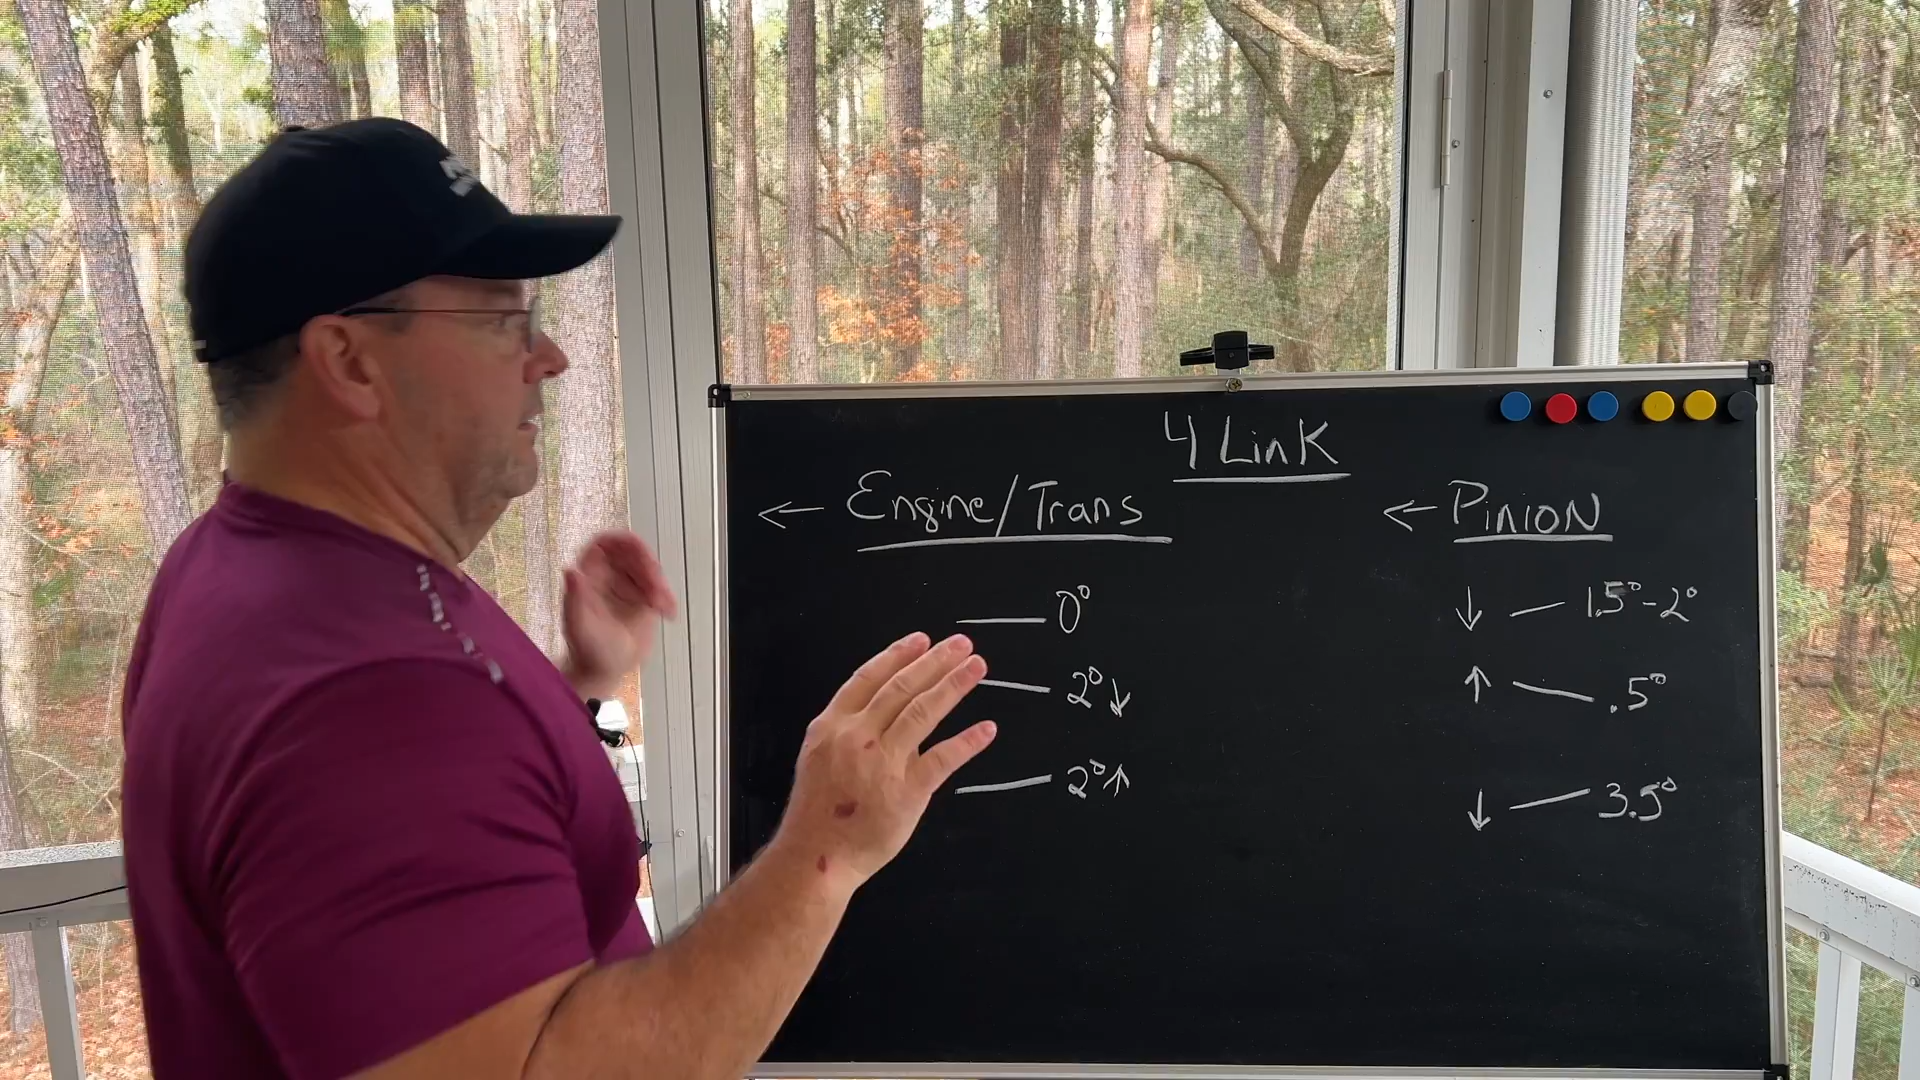 4 Link
← Engine/Trans
← Pinion
0°
↓ 1.5°-2°
2°↓
↑ .5°
2°↑
↓ 3.5°